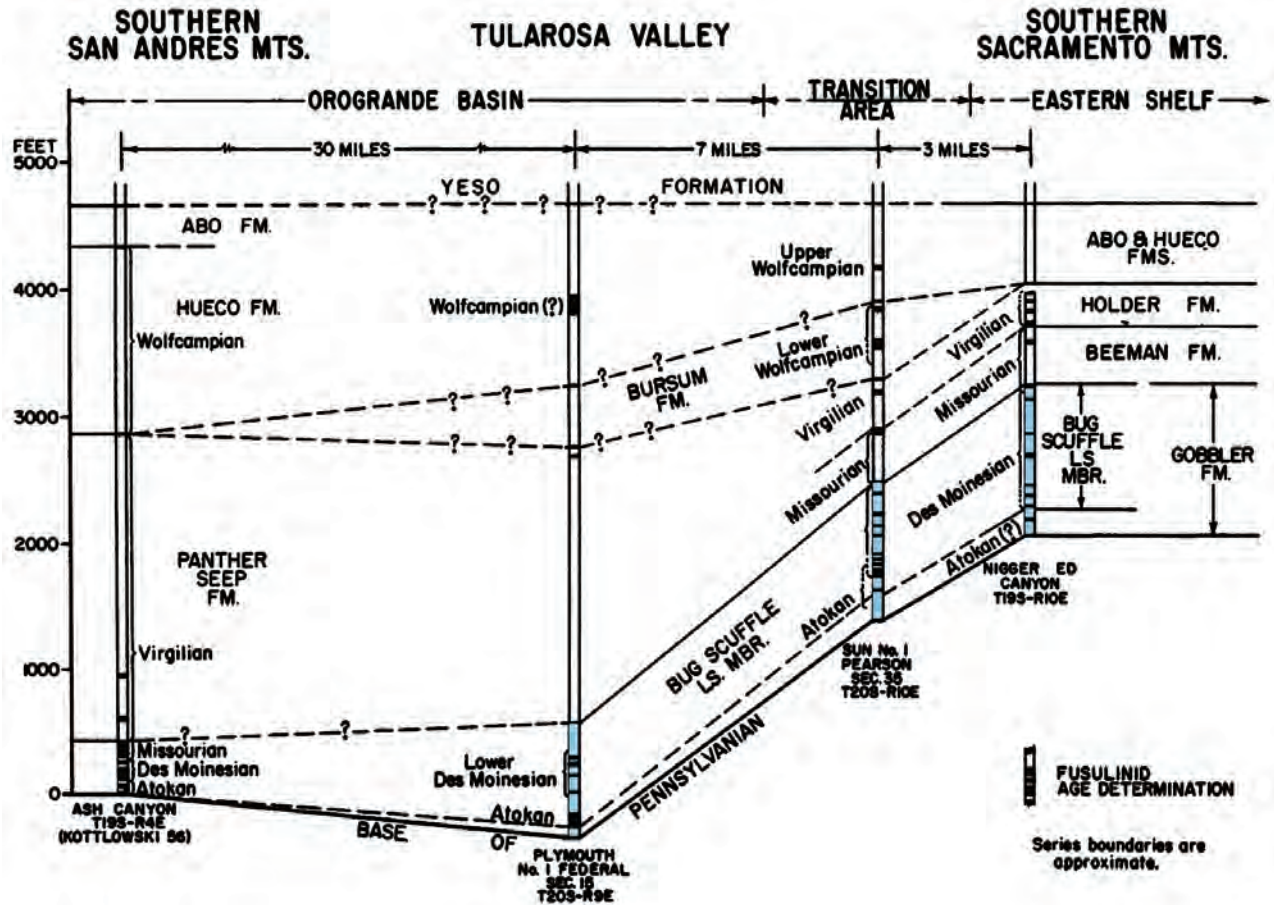 SOUTHERN
SAN ANDRES MTS.
TULAROSA VALLEY
SOUTHERN
SACRAMENTO MTS.
OROGRANDE BASIN
TRANSITION
AREA
EASTERN SHELF
FEET
5000
30 MILES
7 MILES
3 MILES
YESO FORMATION
? ? ? ? ?
ABO FM.
Upper
Wolfcampian
ABO & HUECO
FMS.
4000
HUECO FM.
Wolfcampian (?)
HOLDER FM.
Wolfcampian
Lower
Wolfcampian
Virgilian
BEEMAN FM.
? ? ? ? ?
BURSUM
FM.
3000
? ? ? ? ?
Virgilian
Missourian
BUG
SCUFFLE
LS
MBR.
GOBBLER
FM.
Missourian
Des Moinesian
2000
PANTHER
SEEP
FM.
Atokan (?)
NIGGER ED
CANYON
T19S-R10E
Atokan
BUG SCUFFLE
LS. MBR.
SUN No. 1
PEARSON
SEC. 35
T20S-R10E
1000
Virgilian
? ?
Missourian
Des Moinesian
Atokan
Lower
Des Moinesian
Atokan
0
ASH CANYON
T19S-R4E
(KOTTLOWSKI 56)
BASE OF PENNSYLVANIAN
PLYMOUTH
No. 1 FEDERAL
SEC. 15
T20S-R9E
FUSULINID
AGE DETERMINATION
Series boundaries are
approximate.